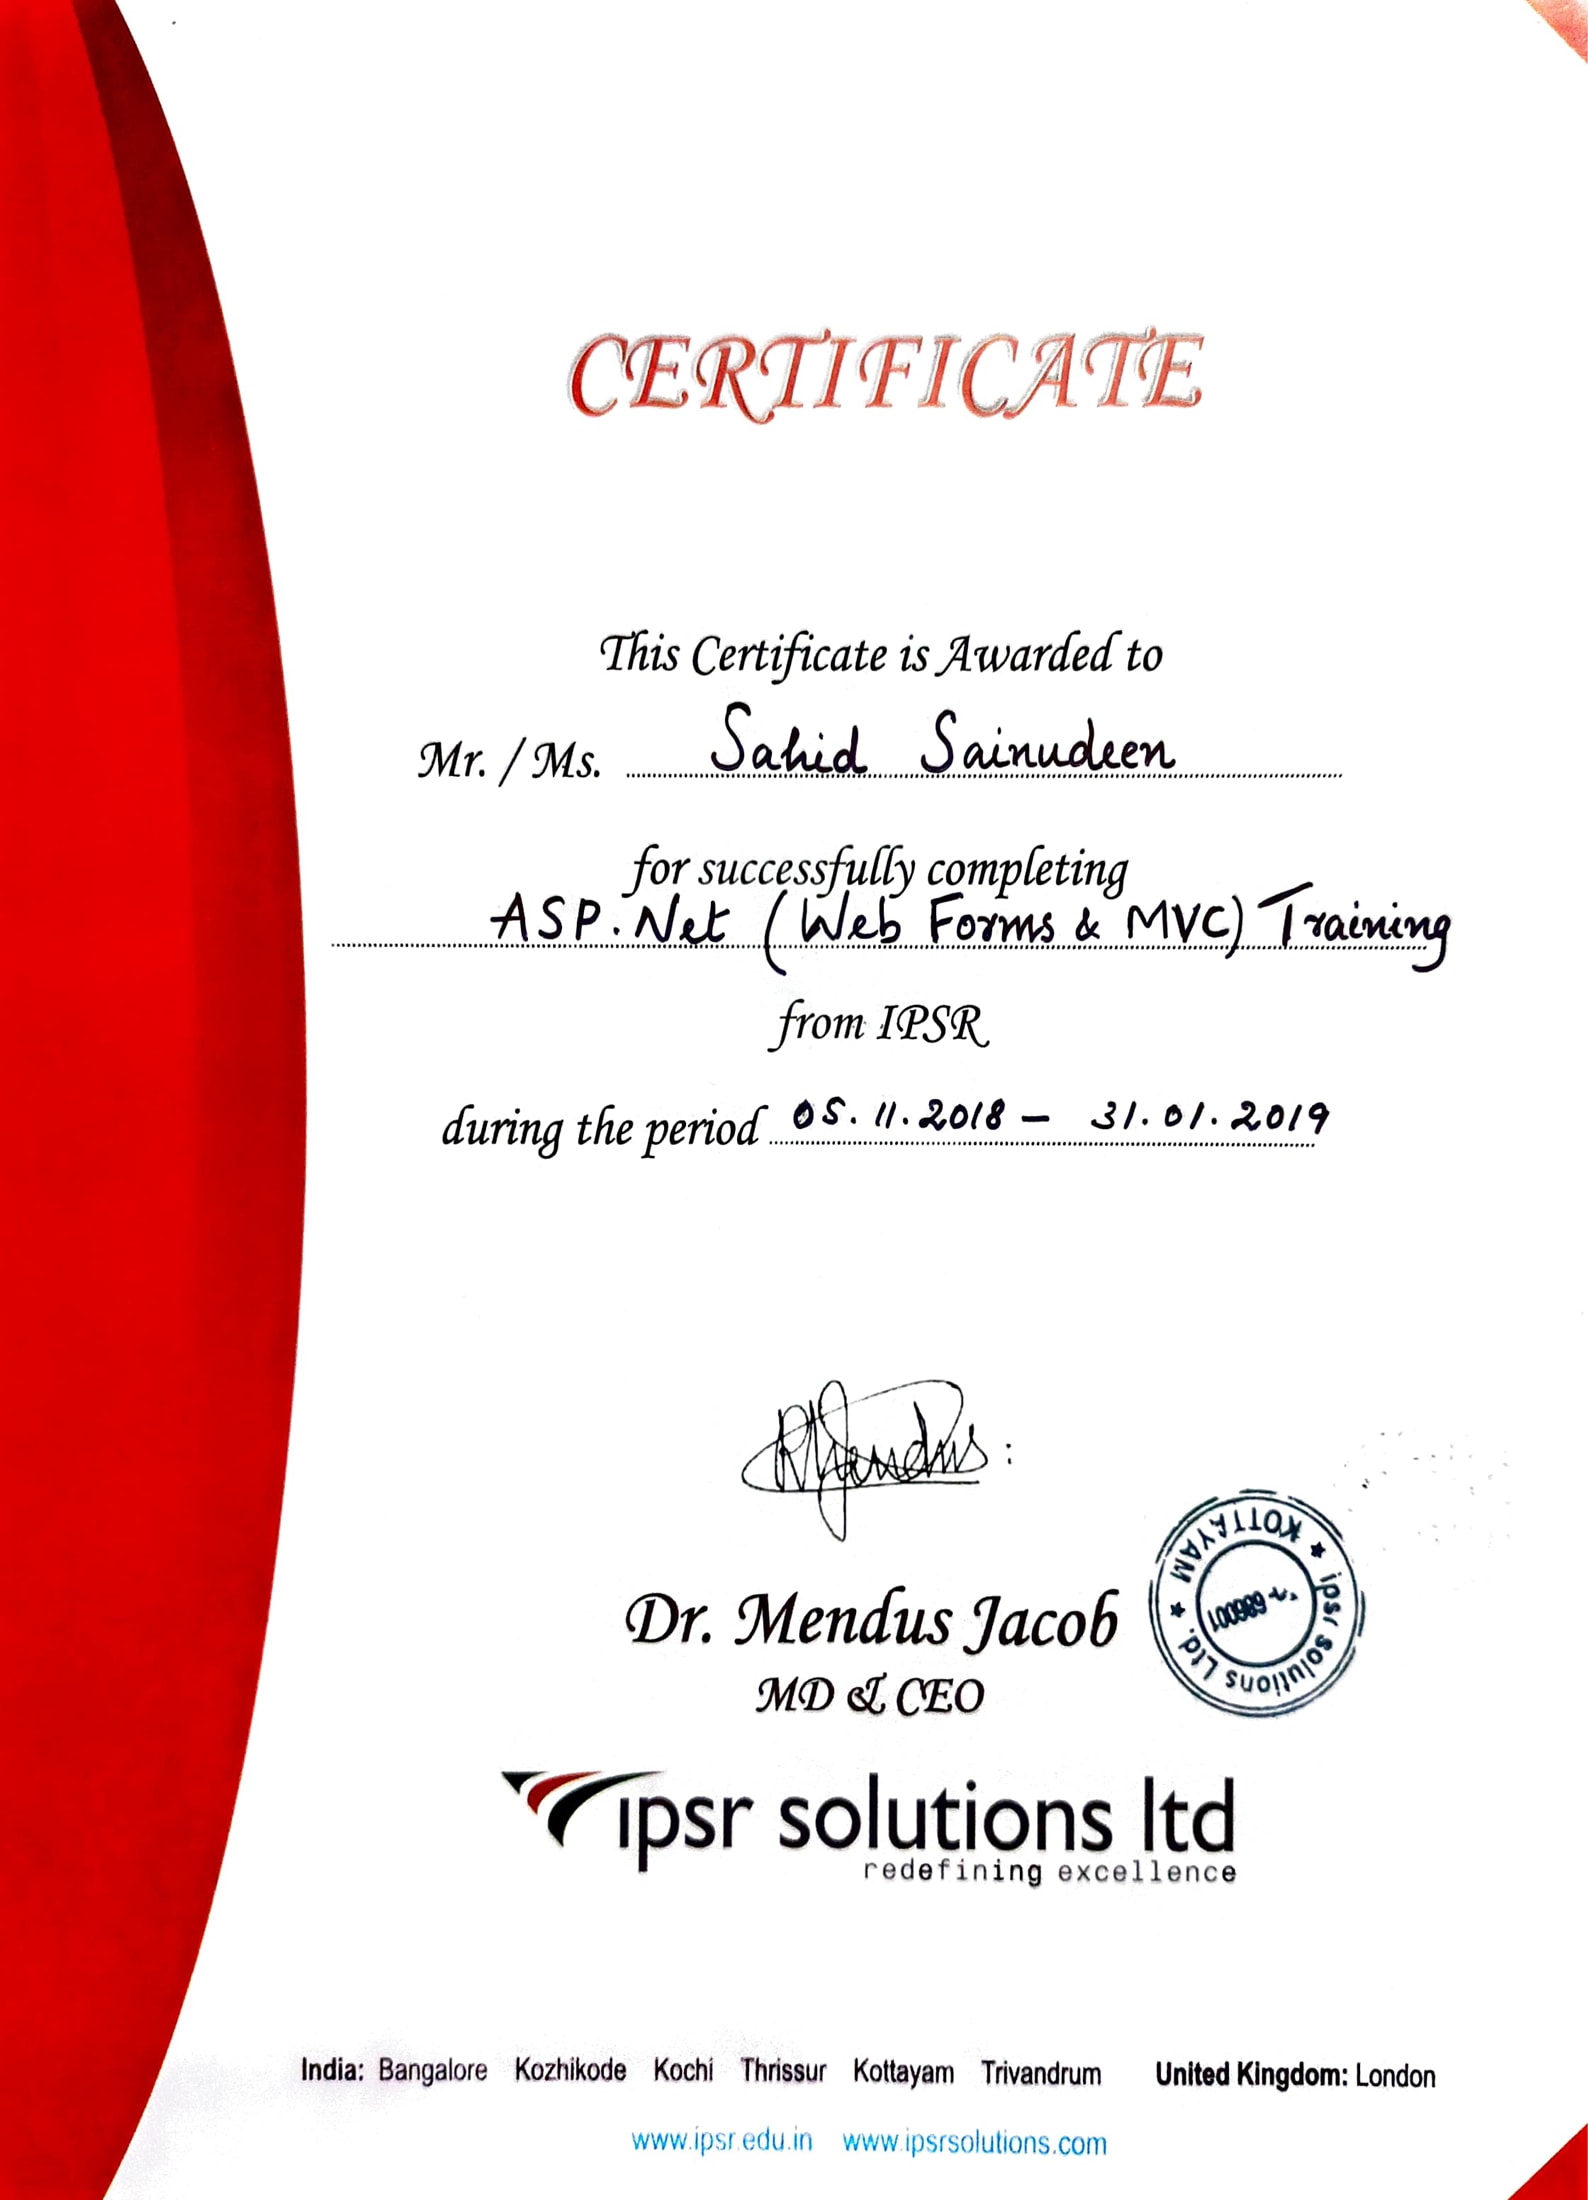 CERTIFICATE
This Certificate is Awarded to
Mr. / Ms. Sahid Sainudeen
for successfully completing
ASP.Net (Web Forms & MVC) Training
from IPSR
during the period 05.11.2018 – 31.01.2019
Mendus
Dr. Mendus Jacob
MD & CEO
ipsr solutions Ltd. ★ KOTTAYAM ★
686001
ipsr solutions ltd
redefining excellence
India: Bangalore Kozhikode Kochi Thrissur Kottayam Trivandrum United Kingdom: London
www.ipsr.edu.in www.ipsrsolutions.com